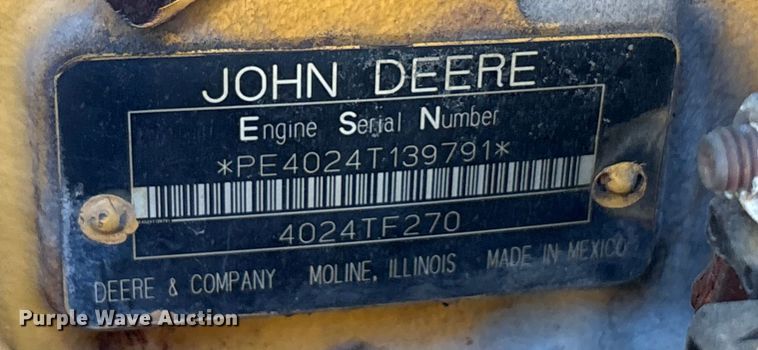 JOHN DEERE
Engine Serial Number
*PE4024T139791*
4024TF270
DEERE & COMPANY MOLINE, ILLINOIS MADE IN MEXICO
Purple Wave Auction